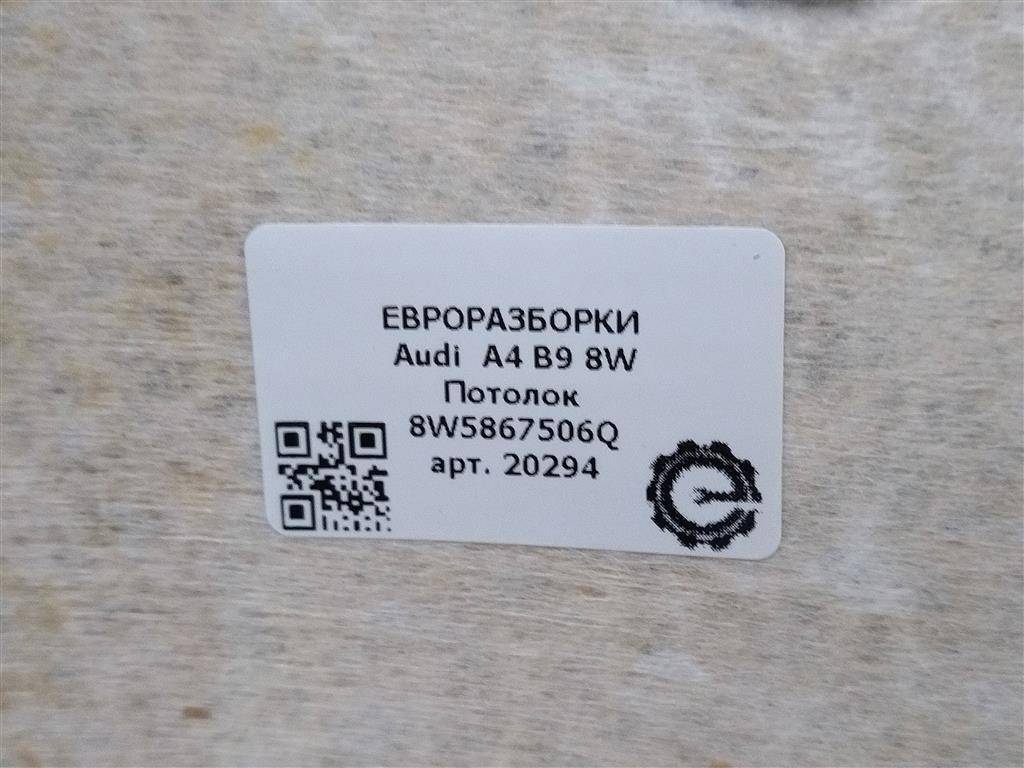 ЕВРОРАЗБОРКИ
Audi A4 B9 8W
Потолок
8W5867506Q
арт. 20294